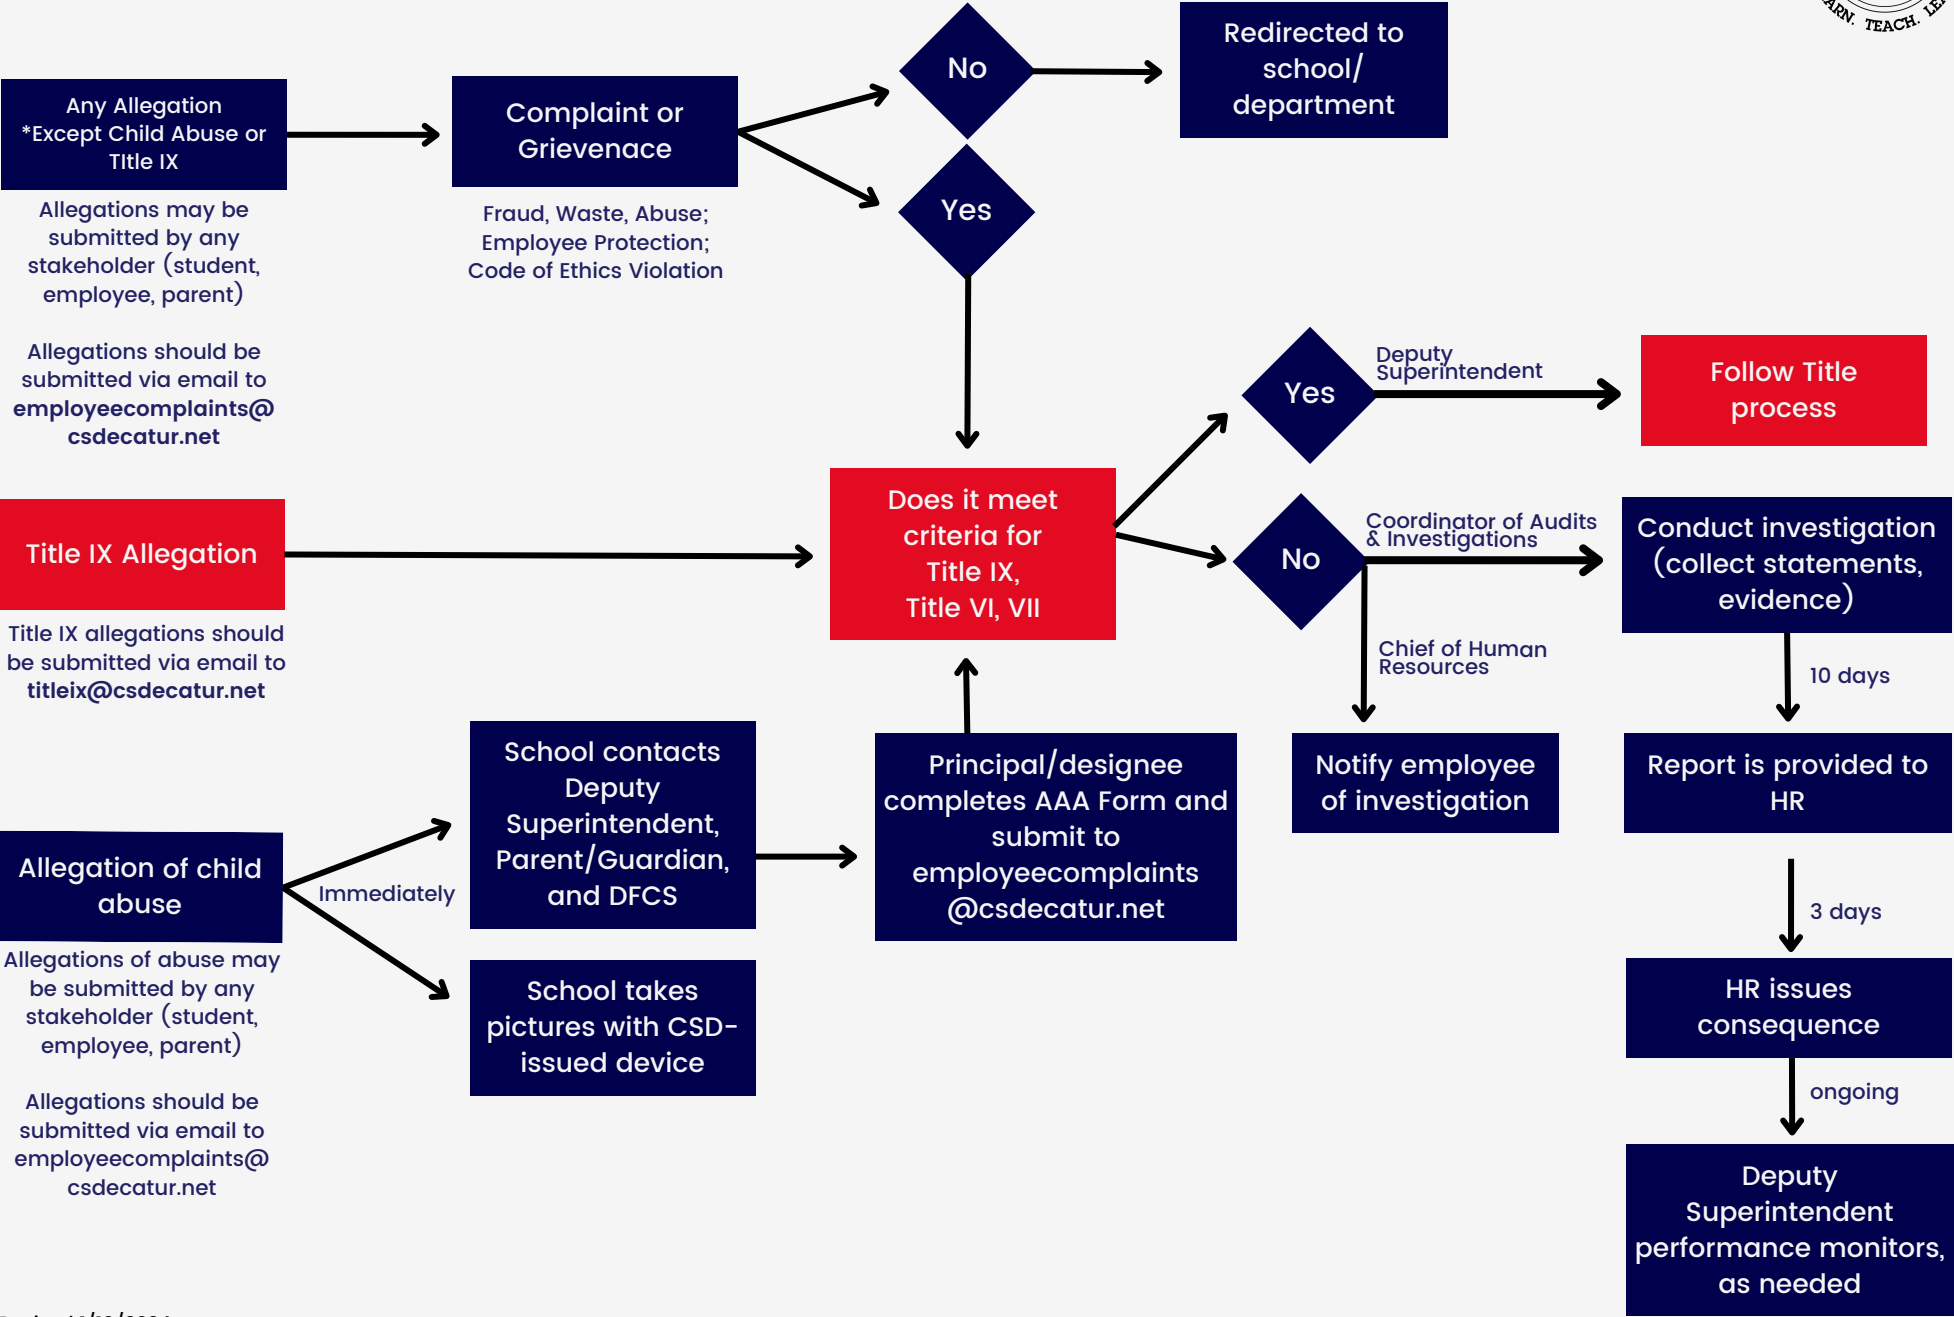 ARN. TEACH. LE
No
Redirected to
school/
department
Any Allegation
*Except Child Abuse or
TItle IX
Complaint or
Grievenace
Yes
Allegations may be
submitted by any
stakeholder (student,
employee, parent)
Fraud, Waste, Abuse;
Employee Protection;
Code of Ethics Violation
Allegations should be
submitted via email to
employeecomplaints@
csdecatur.net
Yes
Deputy
Superintendent
Follow Title
process
Title IX Allegation
Does it meet
criteria for
Title IX,
Title VI, VII
No
Coordinator of Audits
& Investigations
Conduct investigation
(collect statements,
evidence)
Title IX allegations should
be submitted via email to
titleix@csdecatur.net
Chief of Human
Resources
10 days
School contacts
Deputy
Superintendent,
Parent/Guardian,
and DFCS
Principal/designee
completes AAA Form and
submit to
employeecomplaints
@csdecatur.net
Notify employee
of investigation
Report is provided to
HR
Allegation of child
abuse
Immediately
3 days
Allegations of abuse may
be submitted by any
stakeholder (student,
employee, parent)
School takes
pictures with CSD-
issued device
HR issues
consequence
Allegations should be
submitted via email to
employeecomplaints@
csdecatur.net
ongoing
Deputy
Superintendent
performance monitors,
as needed